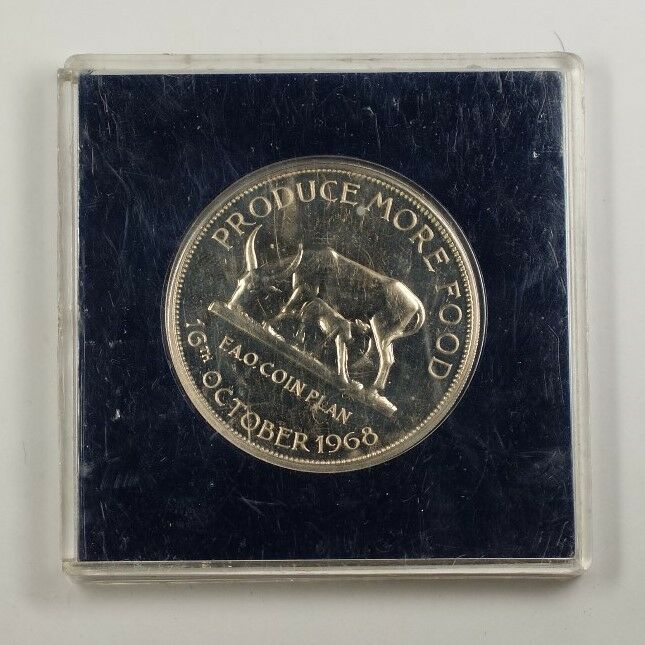 PRODUCE MORE FOOD
F.A.O. COIN PLAN
16TH OCTOBER 1968